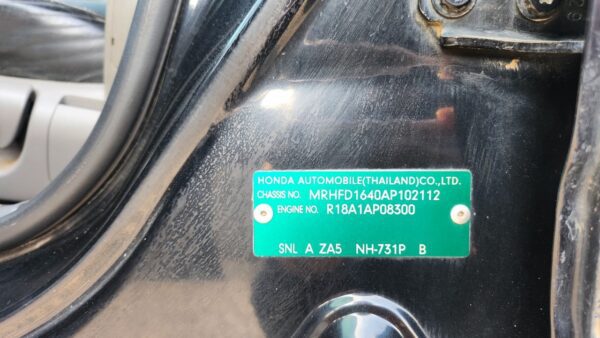 HONDA AUTOMOBILE(THAILAND)CO.,LTD.
CHASSIS NO. MRHFD1640AP102112
ENGINE NO. R18A1AP08300
SNL A ZA5 NH-731P B